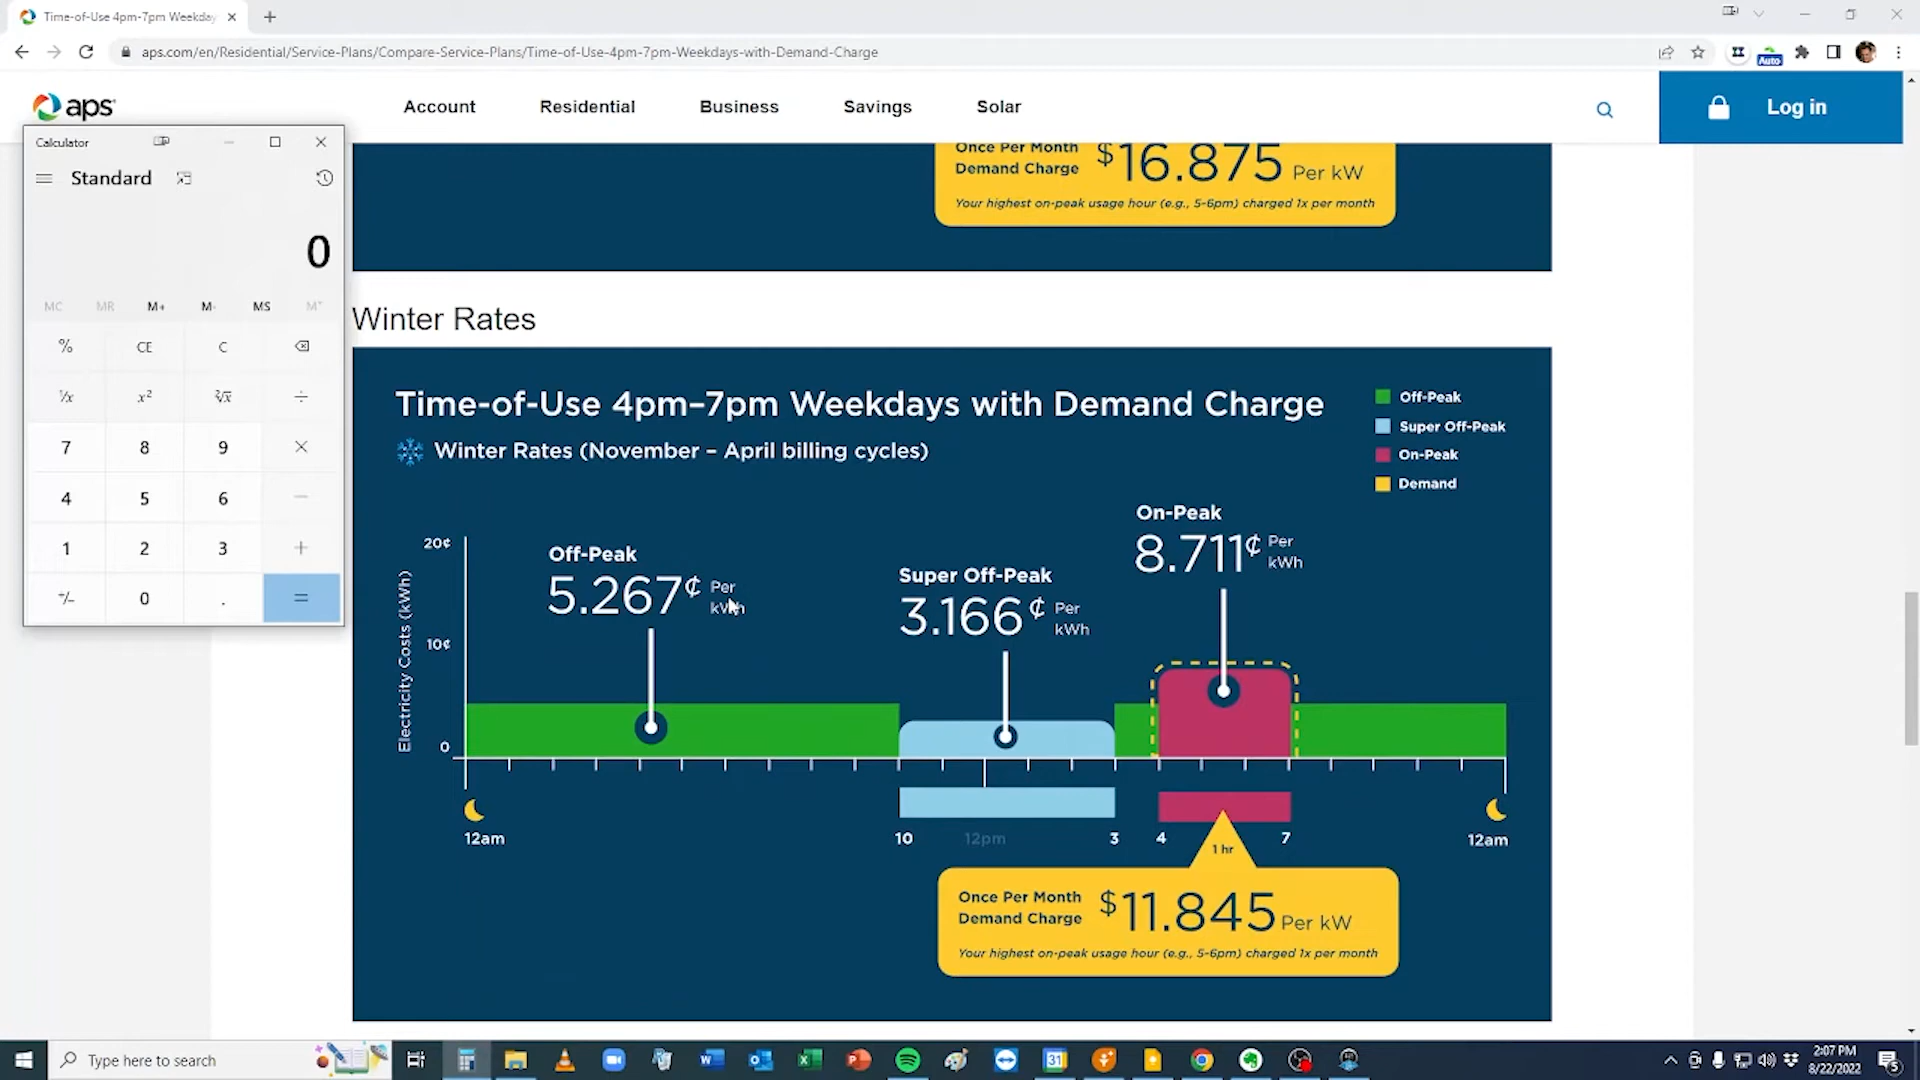 Time-of-Use 4pm-7pm Weekday
aps.com/en/Residential/Service-Plans/Compare-Service-Plans/Time-of-Use-4pm-7pm-Weekdays-with-Demand-Charge
Auto
aps
Account
Residential
Business
Savings
Solar
Log in
Calculator
Standard
0
MC MR M+ M- MS M˅
% CE C
¹/x x² ²√x ÷
7 8 9 ×
4 5 6 −
1 2 3 +
+/− 0 . =
Once Per Month
Demand Charge
$16.875 Per kW
Your highest on-peak usage hour (e.g., 5-6pm) charged 1x per month
Winter Rates
Time-of-Use 4pm–7pm Weekdays with Demand Charge
Winter Rates (November – April billing cycles)
Off-Peak
Super Off-Peak
On-Peak
Demand
Electricity Costs (kWh)
20¢
10¢
0
Off-Peak
5.267¢ Per kWh
Super Off-Peak
3.166¢ Per kWh
On-Peak
8.711¢ Per kWh
12am
10
12pm
3
4
7
12am
1 hr
Once Per Month
Demand Charge
$11.845 Per kW
Your highest on-peak usage hour (e.g., 5-6pm) charged 1x per month
Type here to search
31
2:07 PM
8/22/2022
5